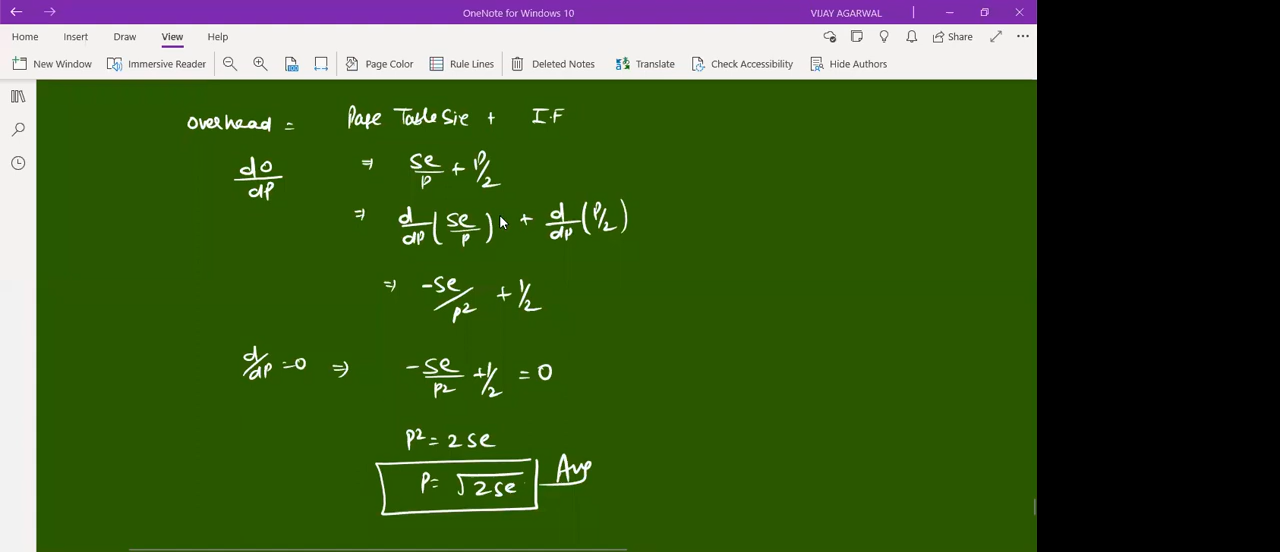 OneNote for Windows 10
VIJAY AGARWAL
Home Insert Draw View Help
Share
New Window Immersive Reader Page Color Rule Lines Deleted Notes Translate Check Accessibility Hide Authors
Overhead = Page Table Size + I.F
dO/dP ⇒ Se/P + P/2
⇒ d/dP (Se/P) + d/dP (P/2)
⇒ -Se/P² + 1/2
d/dP =0 ⇒ -Se/P² + 1/2 = 0
P² = 2Se
P = √2Se Avg